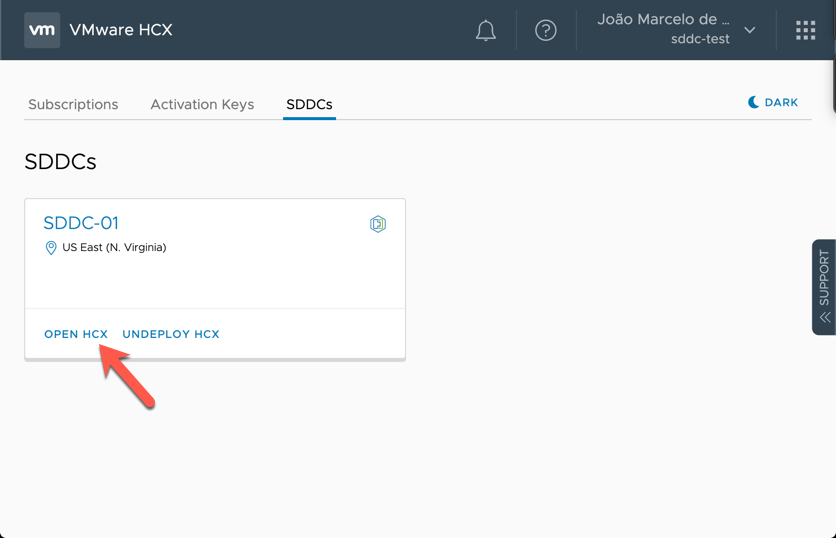 vm VMware HCX
João Marcelo de ...
sddc-test
Subscriptions Activation Keys SDDCs
DARK
SDDCs
SDDC-01
US East (N. Virginia)
OPEN HCX UNDEPLOY HCX
SUPPORT